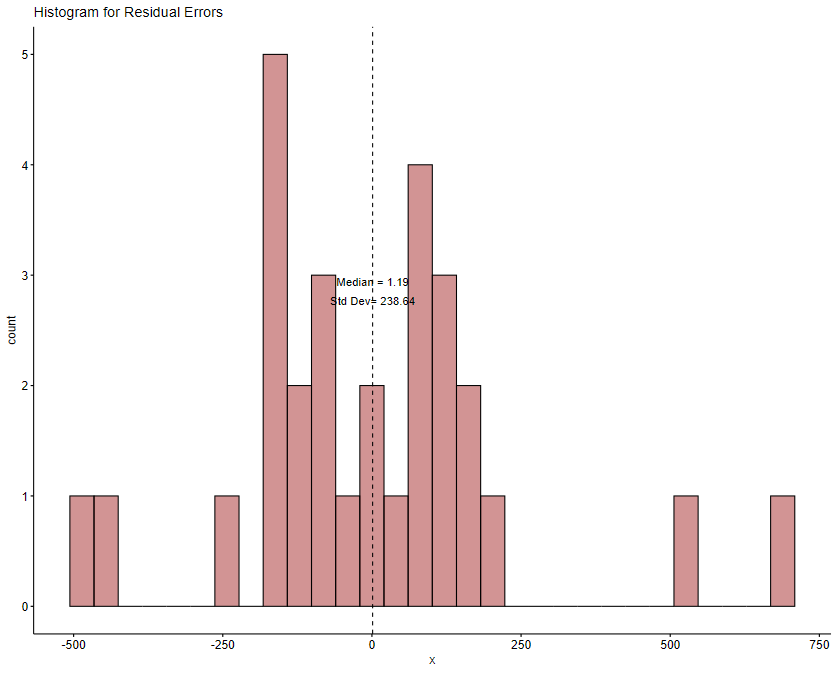 Histogram for Residual Errors
5
4
3
2
1
0
count
Median = 1.19
Std Dev= 238.64
-500
-250
0
250
500
750
x